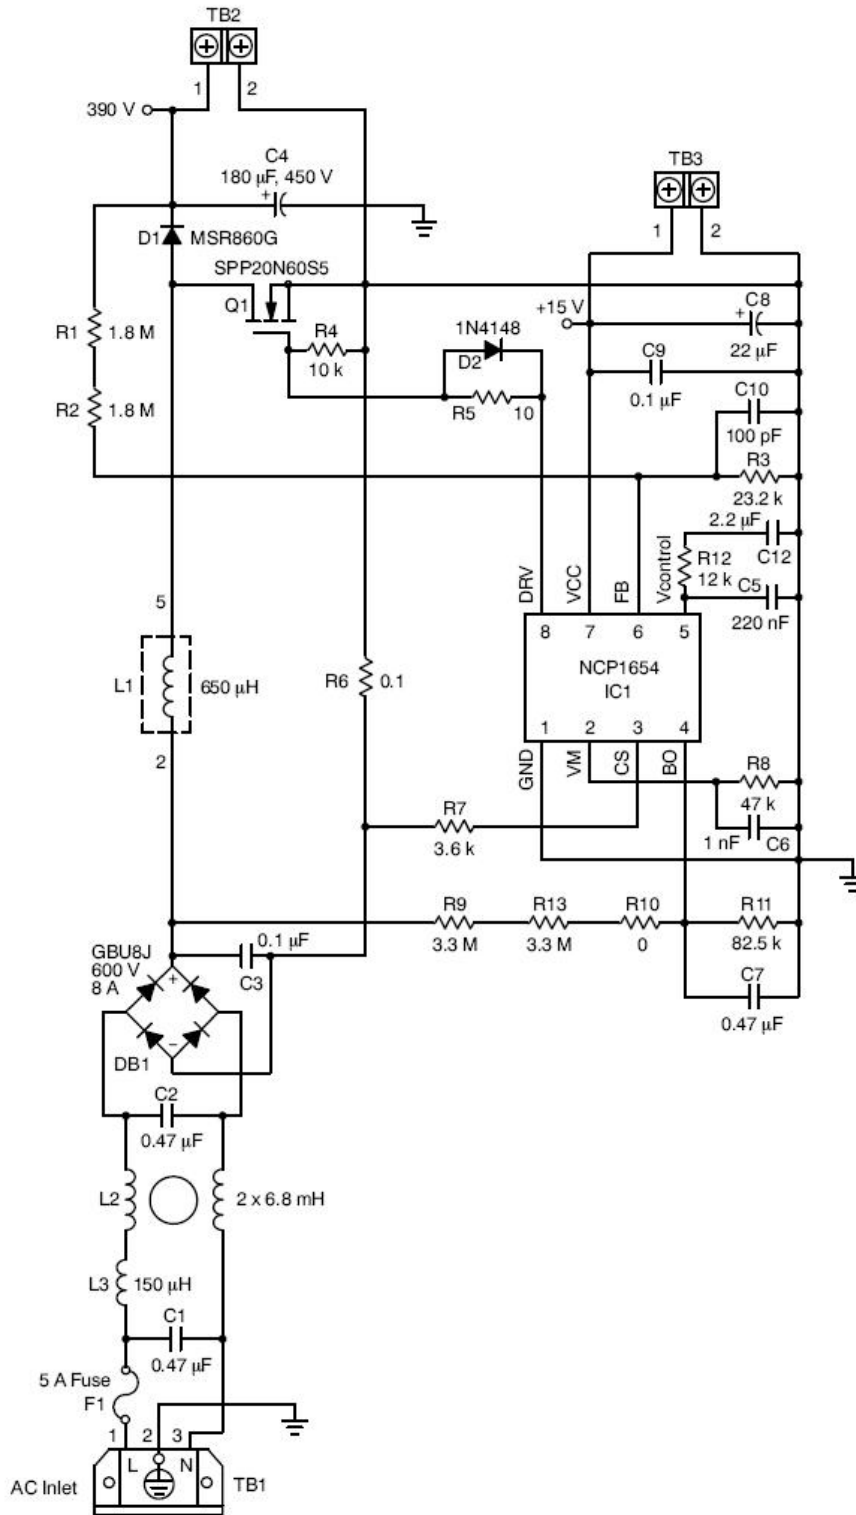 TB2
1
2
390 V
C4
180 µF, 450 V
+
TB3
1
2
D1
MSR860G
SPP20N60S5
Q1
R4
10 k
+15 V
+
C8
22 µF
1N4148
D2
C9
0.1 µF
R1
1.8 M
R2
1.8 M
R5
10
C10
100 pF
R3
23.2 k
2.2 µF
C12
R12
12 k
C5
220 nF
DRV
VCC
FB
Vcontrol
8
7
6
5
NCP1654
IC1
1
2
3
4
GND
VM
CS
BO
5
L1
650 µH
2
R6
0.1
R8
47 k
1 nF
C6
R7
3.6 k
R9
3.3 M
R13
3.3 M
R10
0
R11
82.5 k
C7
0.47 µF
GBU8J
600 V
8 A
0.1 µF
C3
+
−
DB1
C2
0.47 µF
L2
2 x 6.8 mH
L3
150 µH
C1
0.47 µF
5 A Fuse
F1
1
2
3
L
N
AC Inlet
TB1